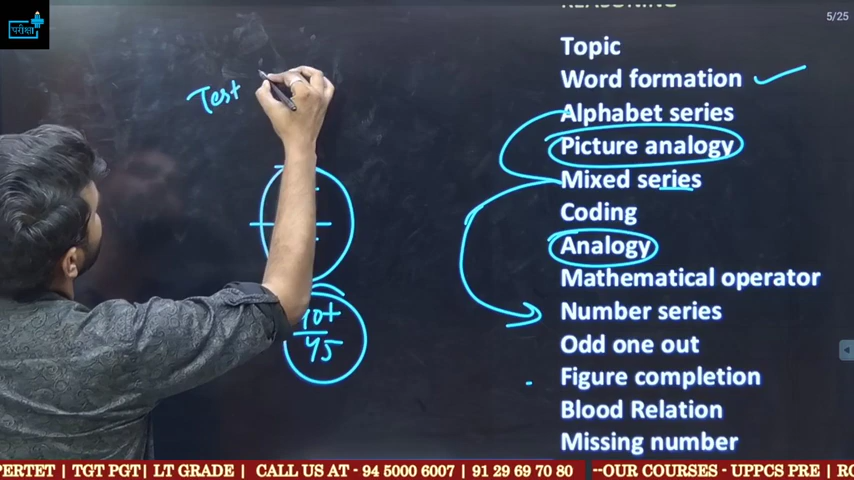 परीक्षा
5/25
REASONING
Topic
Word formation
Alphabet series
Picture analogy
Mixed series
Coding
Analogy
Mathematical operator
Number series
Odd one out
Figure completion
Blood Relation
Missing number
Test
40+
45
PERTET | TGT PGT| LT GRADE | CALL US AT - 94 5000 6007 | 91 29 69 70 80 --OUR COURSES - UPPCS PRE | RO